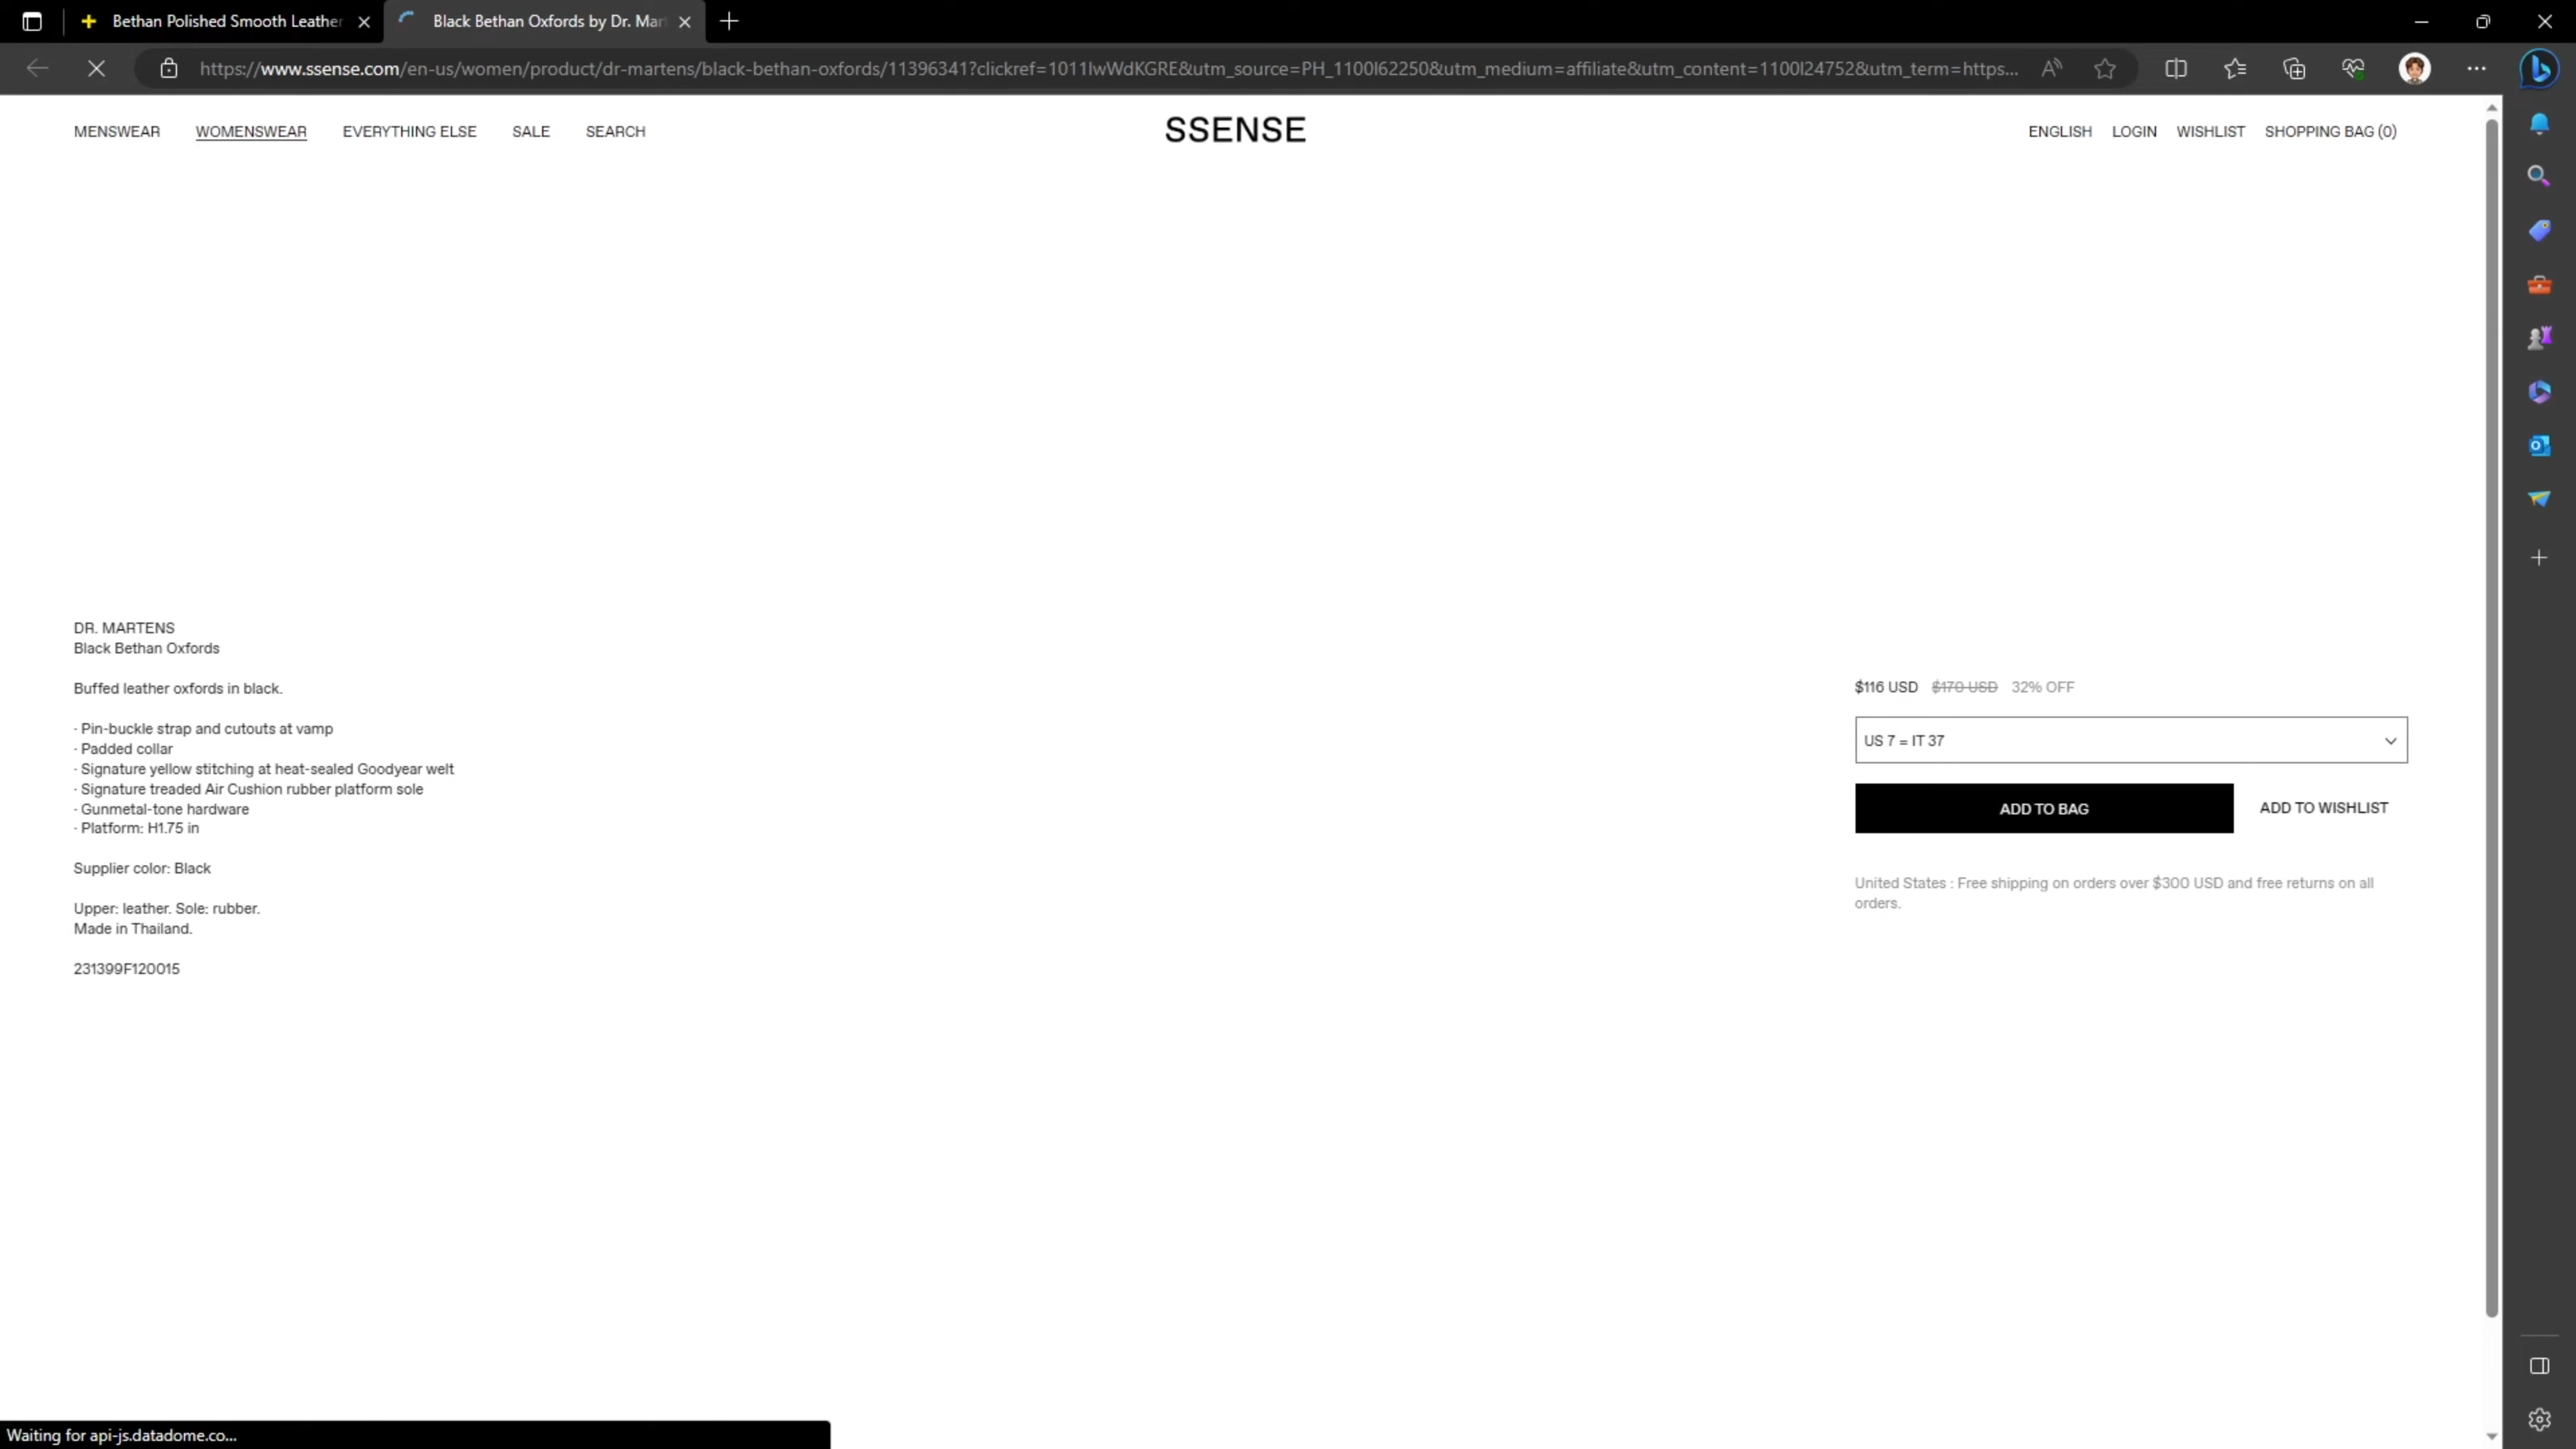 Bethan Polished Smooth Leather
Black Bethan Oxfords by Dr. Mar
https://www.ssense.com/en-us/women/product/dr-martens/black-bethan-oxfords/11396341?clickref=1011lwWdKGRE&utm_source=PH_1100l62250&utm_medium=affiliate&utm_content=1100l24752&utm_term=https...
MENSWEAR WOMENSWEAR EVERYTHING ELSE SALE SEARCH
SSENSE
ENGLISH LOGIN WISHLIST SHOPPING BAG (0)
DR. MARTENS
Black Bethan Oxfords
Buffed leather oxfords in black.
· Pin-buckle strap and cutouts at vamp
· Padded collar
· Signature yellow stitching at heat-sealed Goodyear welt
· Signature treaded Air Cushion rubber platform sole
· Gunmetal-tone hardware
· Platform: H1.75 in
Supplier color: Black
Upper: leather. Sole: rubber.
Made in Thailand.
231399F120015
$116 USD $170 USD 32% OFF
US 7 = IT 37
ADD TO BAG
ADD TO WISHLIST
United States : Free shipping on orders over $300 USD and free returns on all
orders.
Waiting for api-js.datadome.co...